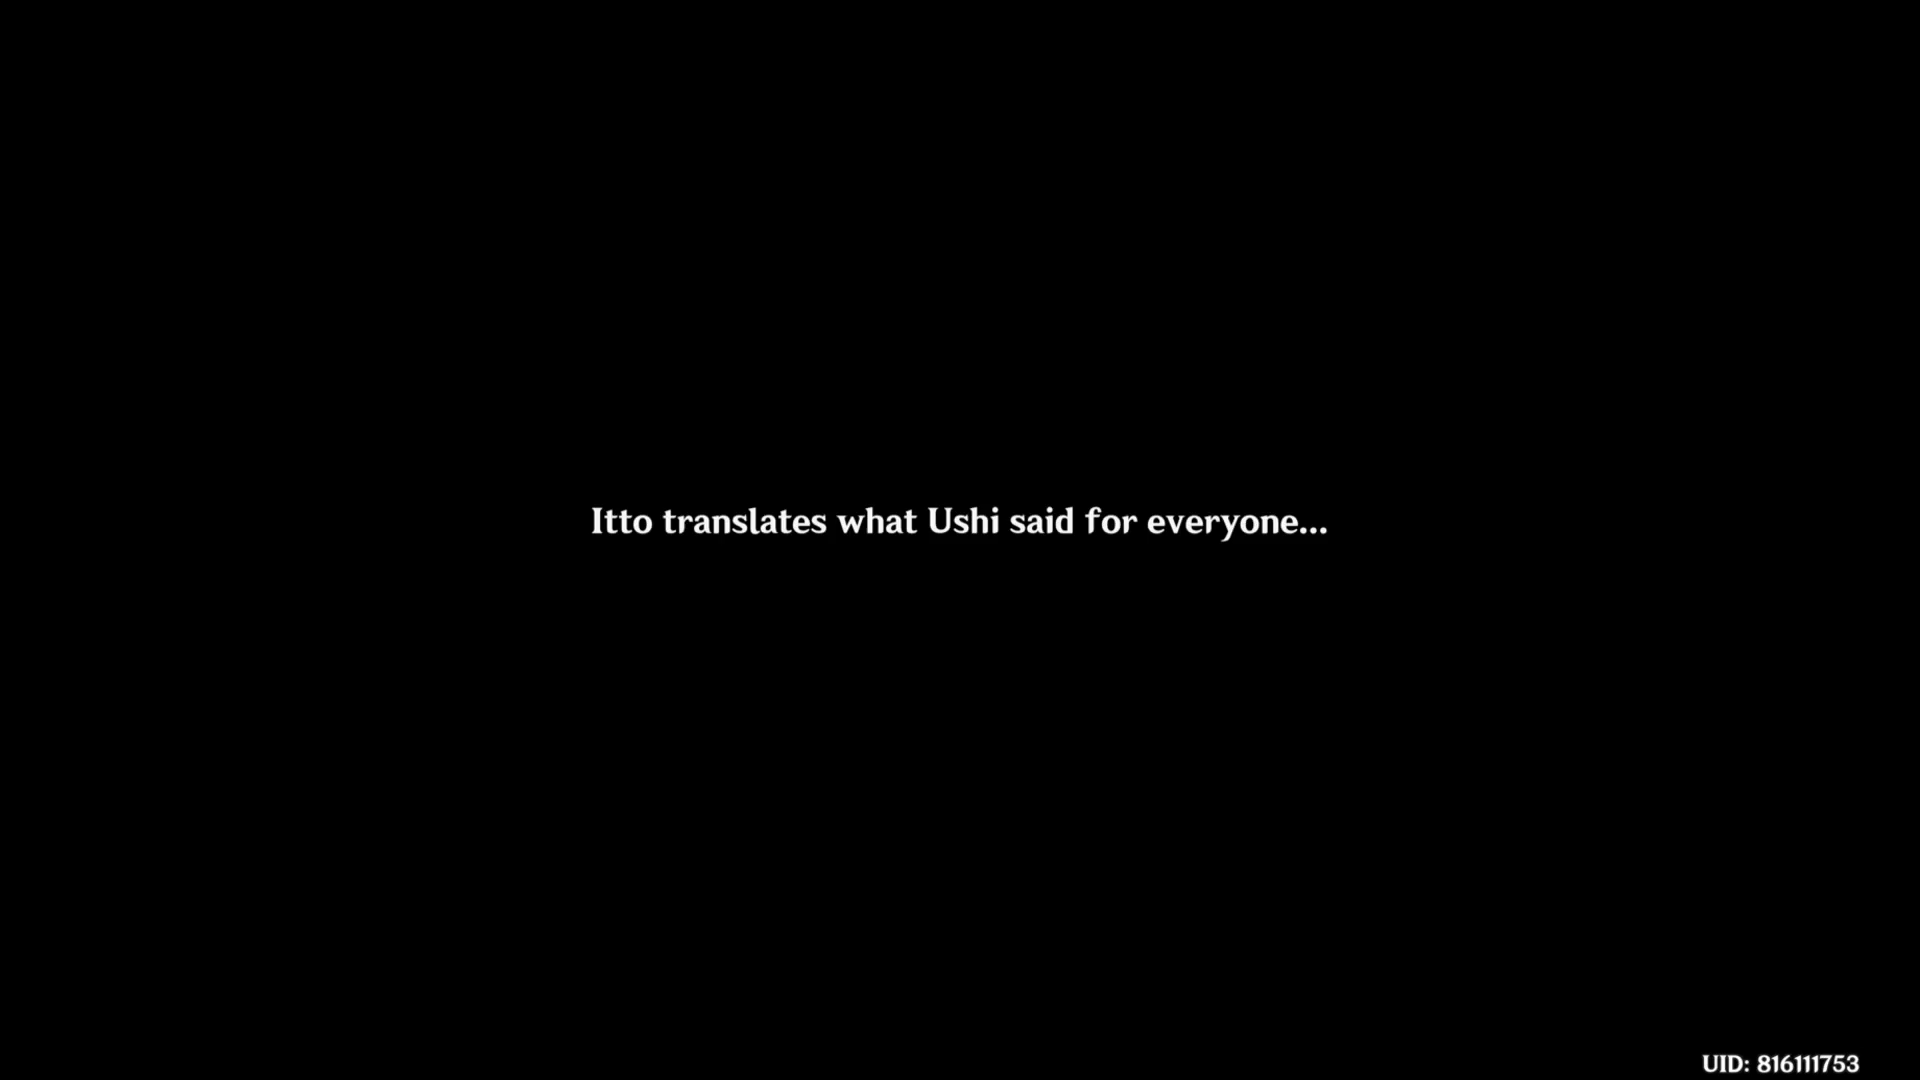 Itto translates what Ushi said for everyone...
UID: 816111753